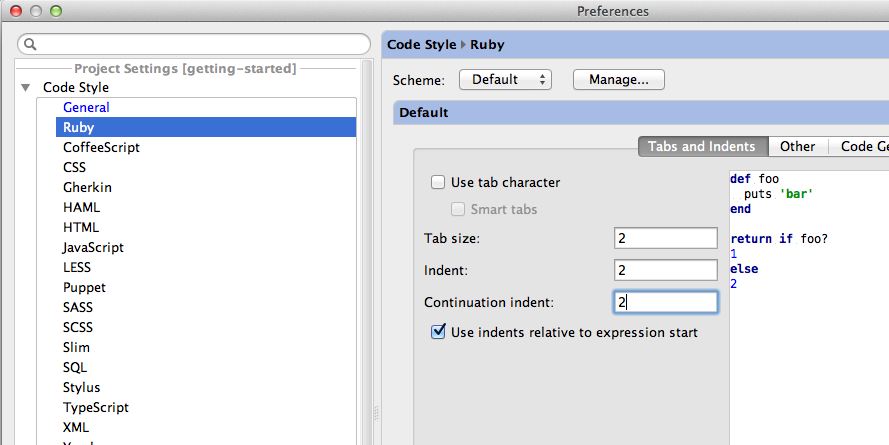 Preferences
Project Settings [getting-started]
Code Style
General
Ruby
CoffeeScript
CSS
Gherkin
HAML
HTML
JavaScript
LESS
Puppet
SASS
SCSS
Slim
SQL
Stylus
TypeScript
XML
Code Style ▸ Ruby
Scheme: Default Manage...
Default
Tabs and Indents Other Code Ge
Use tab character
Smart tabs
Tab size: 2
Indent: 2
Continuation indent: 2
Use indents relative to expression start
def foo
puts 'bar'
end
return if foo?
1
else
2